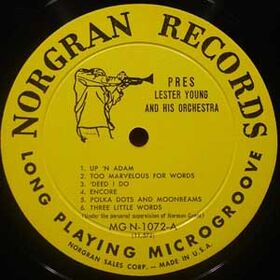 NORGRAN RECORDS
PRES
LESTER YOUNG
AND HIS ORCHESTRA
1. UP 'N ADAM
2. TOO MARVELOUS FOR WORDS
3. 'DEED I DO
4. ENCORE
5. POLKA DOTS AND MOONBEAMS
6. THREE LITTLE WORDS
(Under the personal supervision of Norman Granz)
MG N-1072-A
(11,572)
LONG PLAYING MICROGROOVE
NORGRAN SALES CORP. — MADE IN U.S.A.